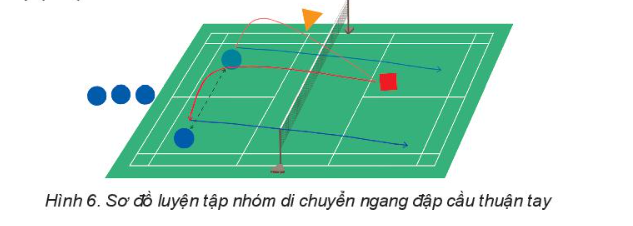 Hình 6. Sơ đồ luyện tập nhóm di chuyển ngang đập cầu thuận tay